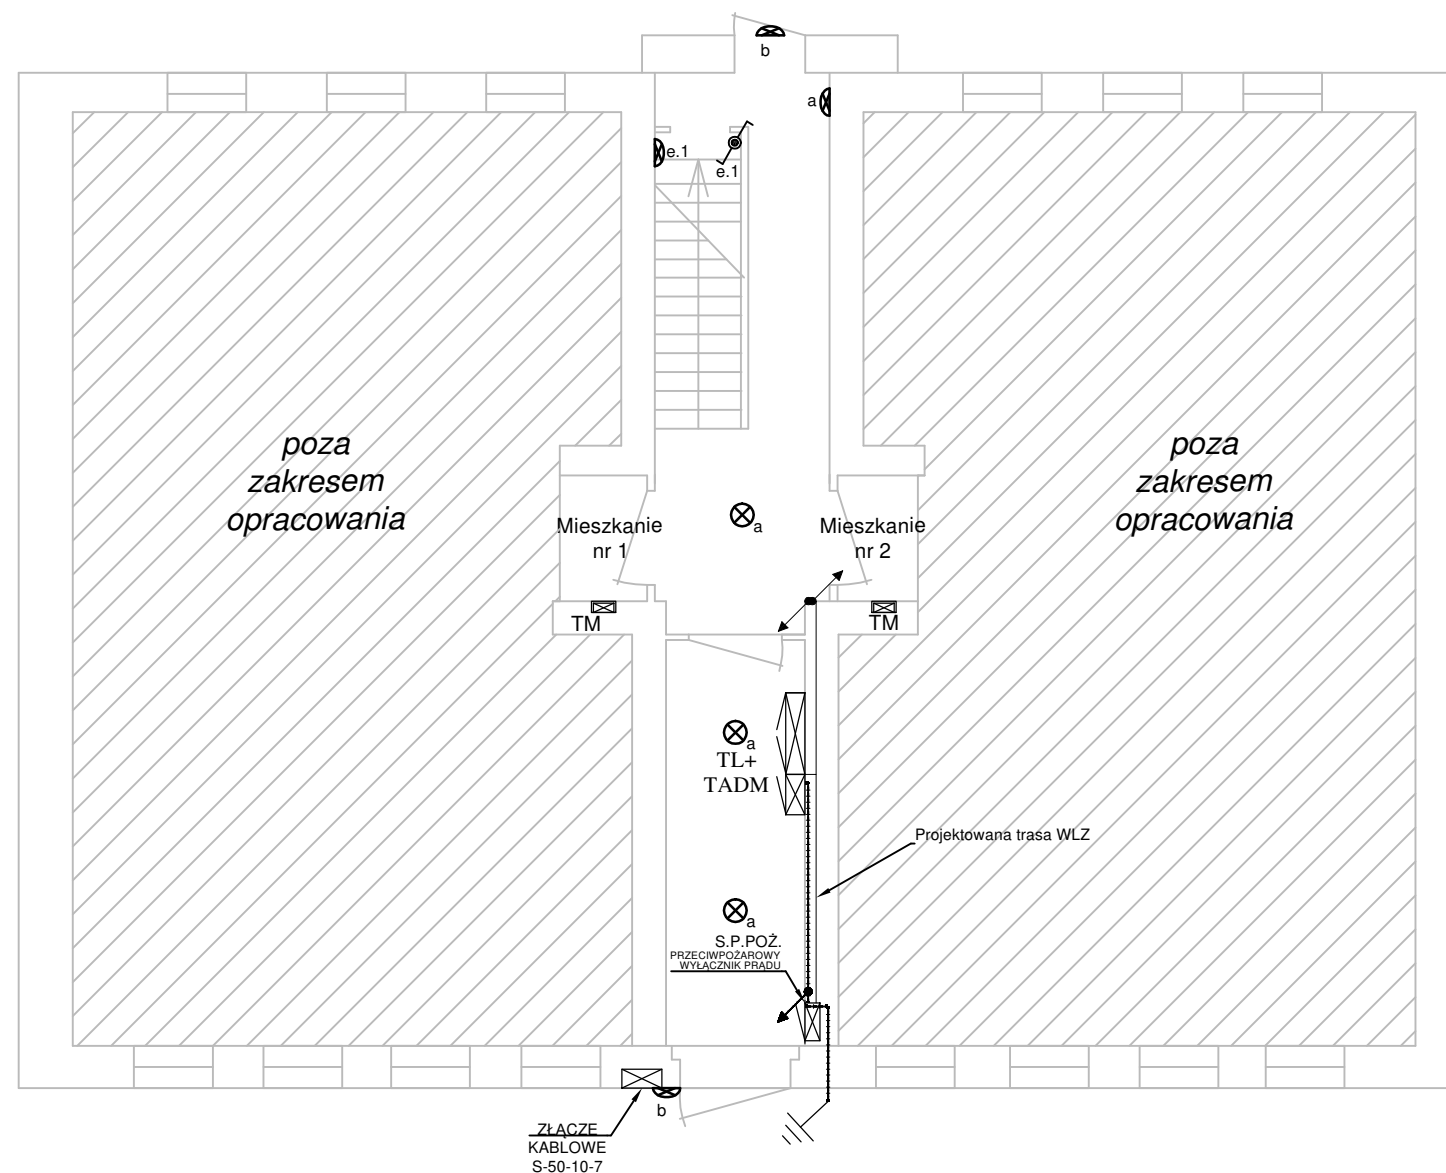 b
a
e.1
e.1
poza
zakresem
opracowania
poza
zakresem
opracowania
Mieszkanie
nr 1
a
Mieszkanie
nr 2
TM
TM
a
TL+
TADM
Projektowana trasa WLZ
a
S.P.POŻ.
PRZECIWPOŻAROWY
WYŁĄCZNIK PRĄDU
b
ZŁĄCZE
KABLOWE
S-50-10-7